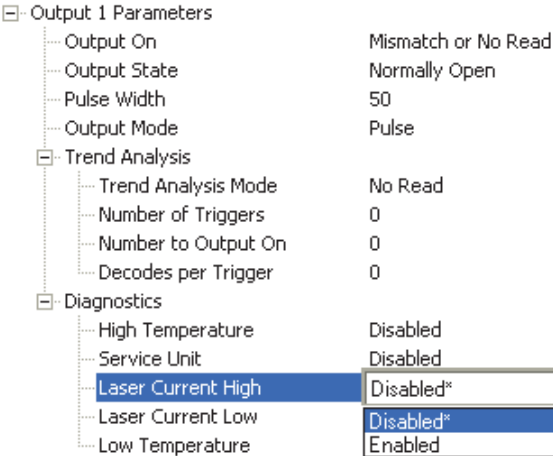 Output 1 Parameters
Output On Mismatch or No Read
Output State Normally Open
Pulse Width 50
Output Mode Pulse
Trend Analysis
Trend Analysis Mode No Read
Number of Triggers 0
Number to Output On 0
Decodes per Trigger 0
Diagnostics
High Temperature Disabled
Service Unit Disabled
Laser Current High Disabled*
Laser Current Low Disabled*
Low Temperature Enabled